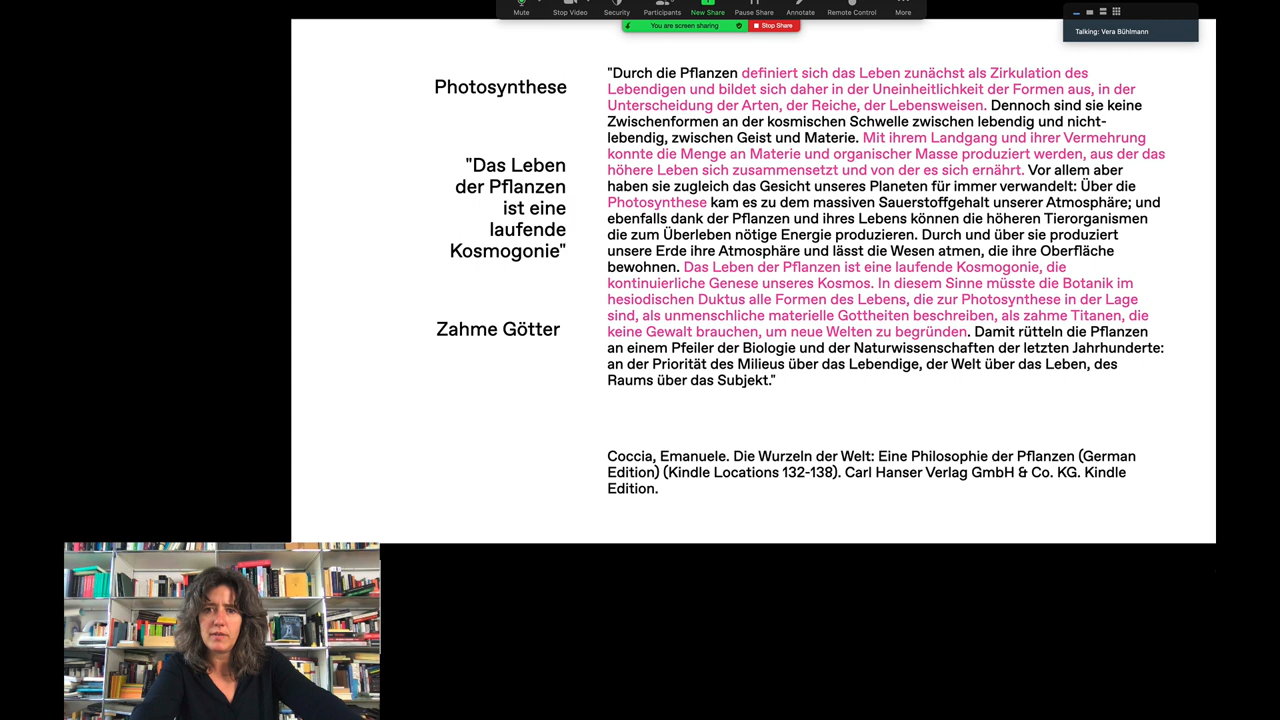 Mute
Stop Video
Security
Participants
New Share
Pause Share
Annotate
Remote Control
More
You are screen sharing
Stop Share
Talking: Vera Bühlmann
Photosynthese
"Das Leben
der Pflanzen
ist eine
laufende
Kosmogonie"
Zahme Götter
"Durch die Pflanzen definiert sich das Leben zunächst als Zirkulation des
Lebendigen und bildet sich daher in der Uneinheitlichkeit der Formen aus, in der
Unterscheidung der Arten, der Reiche, der Lebensweisen. Dennoch sind sie keine
Zwischenformen an der kosmischen Schwelle zwischen lebendig und nicht-
lebendig, zwischen Geist und Materie. Mit ihrem Landgang und ihrer Vermehrung
konnte die Menge an Materie und organischer Masse produziert werden, aus der das
höhere Leben sich zusammensetzt und von der es sich ernährt. Vor allem aber
haben sie zugleich das Gesicht unseres Planeten für immer verwandelt: Über die
Photosynthese kam es zu dem massiven Sauerstoffgehalt unserer Atmosphäre; und
ebenfalls dank der Pflanzen und ihres Lebens können die höheren Tierorganismen
die zum Überleben nötige Energie produzieren. Durch und über sie produziert
unsere Erde ihre Atmosphäre und lässt die Wesen atmen, die ihre Oberfläche
bewohnen. Das Leben der Pflanzen ist eine laufende Kosmogonie, die
kontinuierliche Genese unseres Kosmos. In diesem Sinne müsste die Botanik im
hesiodischen Duktus alle Formen des Lebens, die zur Photosynthese in der Lage
sind, als unmenschliche materielle Gottheiten beschreiben, als zahme Titanen, die
keine Gewalt brauchen, um neue Welten zu begründen. Damit rütteln die Pflanzen
an einem Pfeiler der Biologie und der Naturwissenschaften der letzten Jahrhunderte:
an der Priorität des Milieus über das Lebendige, der Welt über das Leben, des
Raums über das Subjekt."
Coccia, Emanuele. Die Wurzeln der Welt: Eine Philosophie der Pflanzen (German
Edition) (Kindle Locations 132-138). Carl Hanser Verlag GmbH & Co. KG. Kindle
Edition.